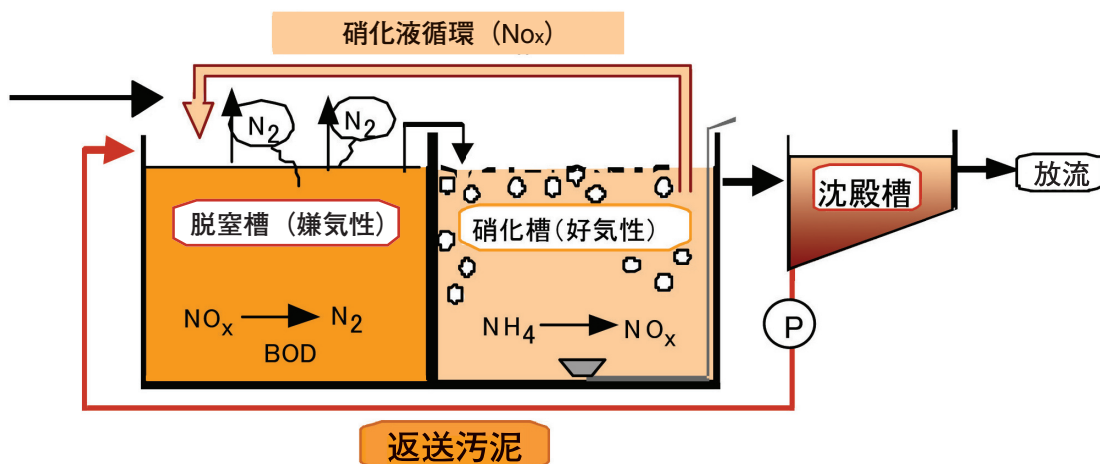 硝化液循環（Nox）
N2
N2
脱窒槽（嫌気性）
硝化槽（好気性）
沈殿槽
放流
NOx
N2
BOD
NH4
NOx
P
返送汚泥